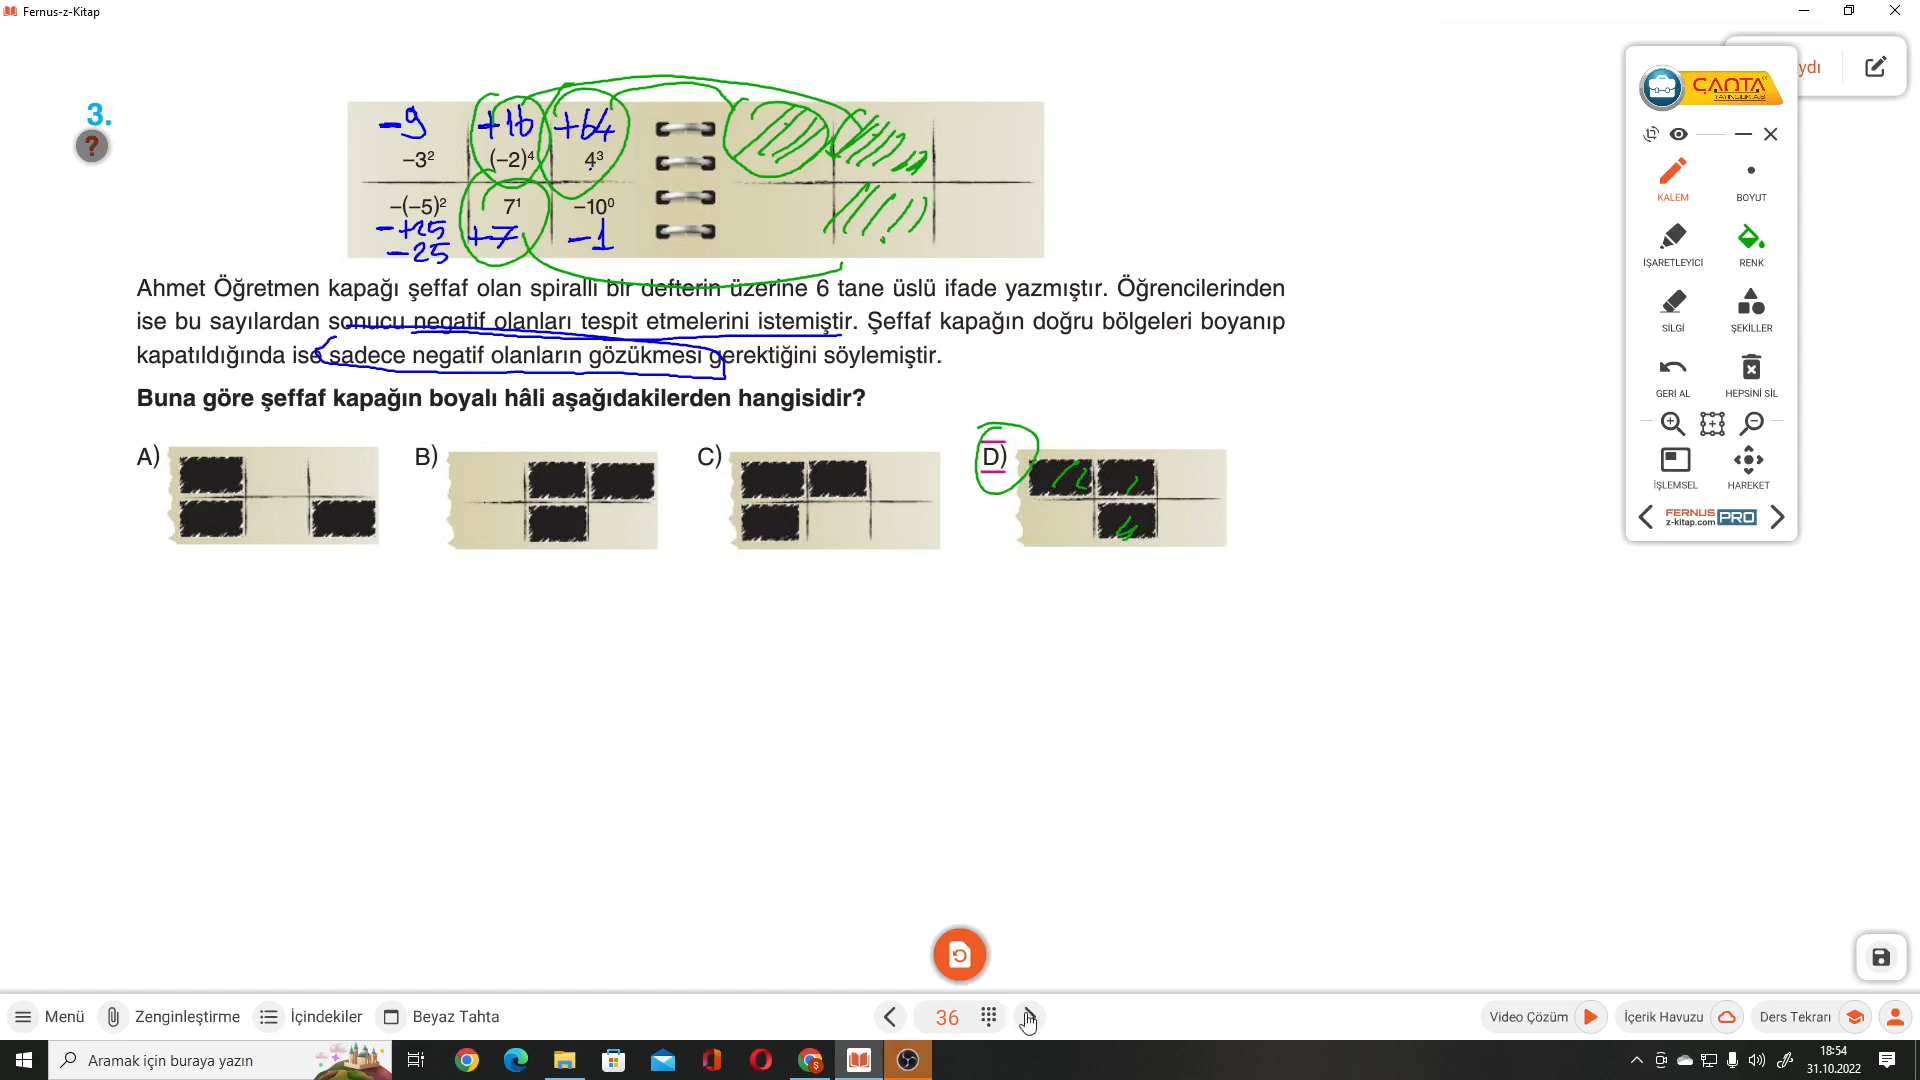 Fernus-z-Kitap
ydı
ÇANTA
YAYINCILIK A.Ş.
3.
-9 +16 +64
−3² (−2)⁴ 4³
−(−5)² 7¹ −10⁰
-+25 +7 -1
-25
Ahmet Öğretmen kapağı şeffaf olan spiralli bir defterin üzerine 6 tane üslü ifade yazmıştır. Öğrencilerinden
ise bu sayılardan sonucu negatif olanları tespit etmelerini istemiştir. Şeffaf kapağın doğru bölgeleri boyanıp
kapatıldığında ise sadece negatif olanların gözükmesi gerektiğini söylemiştir.
Buna göre şeffaf kapağın boyalı hâli aşağıdakilerden hangisidir?
A) B) C) D)
KALEM BOYUT
İŞARETLEYİCİ RENK
SİLGİ ŞEKİLLER
GERİ AL HEPSİNİ SİL
İŞLEMSEL HAREKET
FERNUS
z-kitap.com PRO
Menü Zenginleştirme İçindekiler Beyaz Tahta 36 Video Çözüm İçerik Havuzu Ders Tekrarı
Aramak için buraya yazın
18:54
31.10.2022